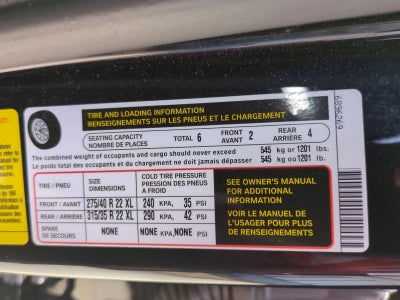 TIRE AND LOADING INFORMATION
RENSEIGNEMENTS SUR LES PNEUS ET LE CHARGEMENT
SEATING CAPACITY
NOMBRE DE PLACES
TOTAL 6
FRONT
AVANT 2
REAR
ARRIÈRE 4
The combined weight of occupants and cargo should never exceed 545 kg or 1201 lbs.
Le poids total des occupants et du chargement ne doit jamais dépasser 545 kg ou 1201 lb.
TIRE / PNEU
SIZE
DIMENSIONS
COLD TIRE PRESSURE
PRESSION DES PNEUS
A FROID
FRONT / AVANT 275/40 R 22 XL 240 KPA, 35 PSI
REAR / ARRIÈRE 315/35 R 22 XL 290 KPA, 42 PSI
SPARE
DE SECOURS
NONE NONE KPA, NONE PSI
SEE OWNER'S MANUAL
FOR ADDITIONAL
INFORMATION
VOIR LE MANUEL DE
L'USAGER POUR PLUS
DE RENSEIGNEMENTS
6929689